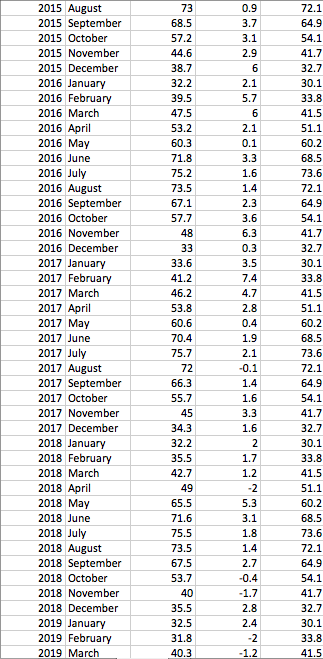 2015 August 73 0.9 72.1
2015 September 68.5 3.7 64.9
2015 October 57.2 3.1 54.1
2015 November 44.6 2.9 41.7
2015 December 38.7 6 32.7
2016 January 32.2 2.1 30.1
2016 February 39.5 5.7 33.8
2016 March 47.5 6 41.5
2016 April 53.2 2.1 51.1
2016 May 60.3 0.1 60.2
2016 June 71.8 3.3 68.5
2016 July 75.2 1.6 73.6
2016 August 73.5 1.4 72.1
2016 September 67.1 2.3 64.9
2016 October 57.7 3.6 54.1
2016 November 48 6.3 41.7
2016 December 33 0.3 32.7
2017 January 33.6 3.5 30.1
2017 February 41.2 7.4 33.8
2017 March 46.2 4.7 41.5
2017 April 53.8 2.8 51.1
2017 May 60.6 0.4 60.2
2017 June 70.4 1.9 68.5
2017 July 75.7 2.1 73.6
2017 August 72 -0.1 72.1
2017 September 66.3 1.4 64.9
2017 October 55.7 1.6 54.1
2017 November 45 3.3 41.7
2017 December 34.3 1.6 32.7
2018 January 32.2 2 30.1
2018 February 35.5 1.7 33.8
2018 March 42.7 1.2 41.5
2018 April 49 -2 51.1
2018 May 65.5 5.3 60.2
2018 June 71.6 3.1 68.5
2018 July 75.5 1.8 73.6
2018 August 73.5 1.4 72.1
2018 September 67.5 2.7 64.9
2018 October 53.7 -0.4 54.1
2018 November 40 -1.7 41.7
2018 December 35.5 2.8 32.7
2019 January 32.5 2.4 30.1
2019 February 31.8 -2 33.8
2019 March 40.3 -1.2 41.5